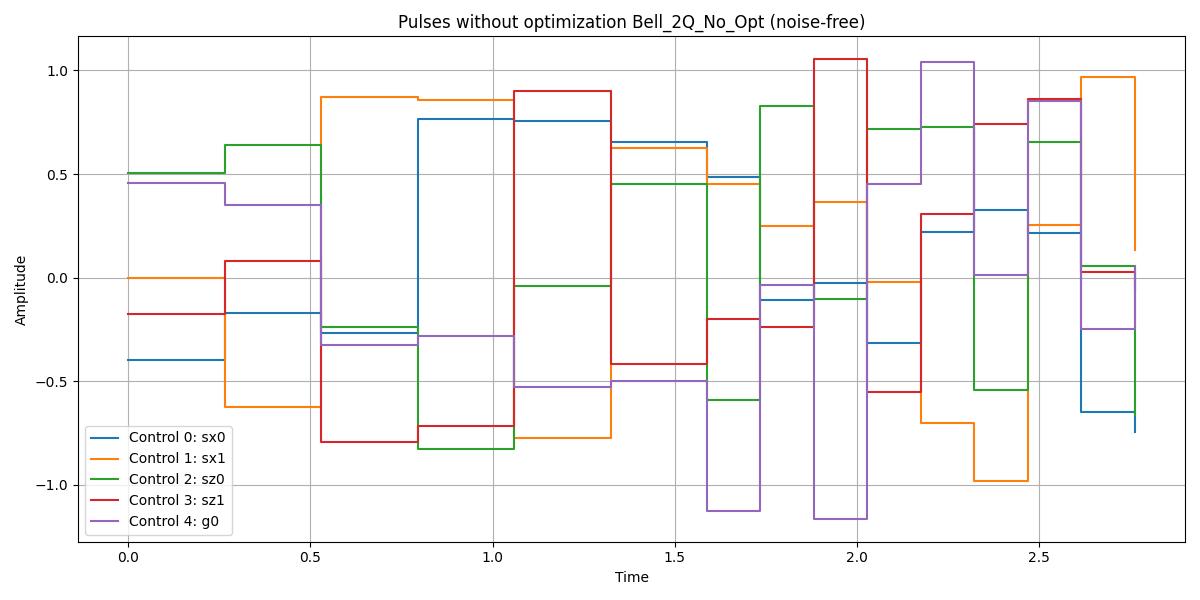 Pulses without optimization Bell_2Q_No_Opt (noise-free)
1.0
0.5
0.0
−0.5
−1.0
Amplitude
Control 0: sx0
Control 1: sx1
Control 2: sz0
Control 3: sz1
Control 4: g0
0.0 0.5 1.0 1.5 2.0 2.5
Time